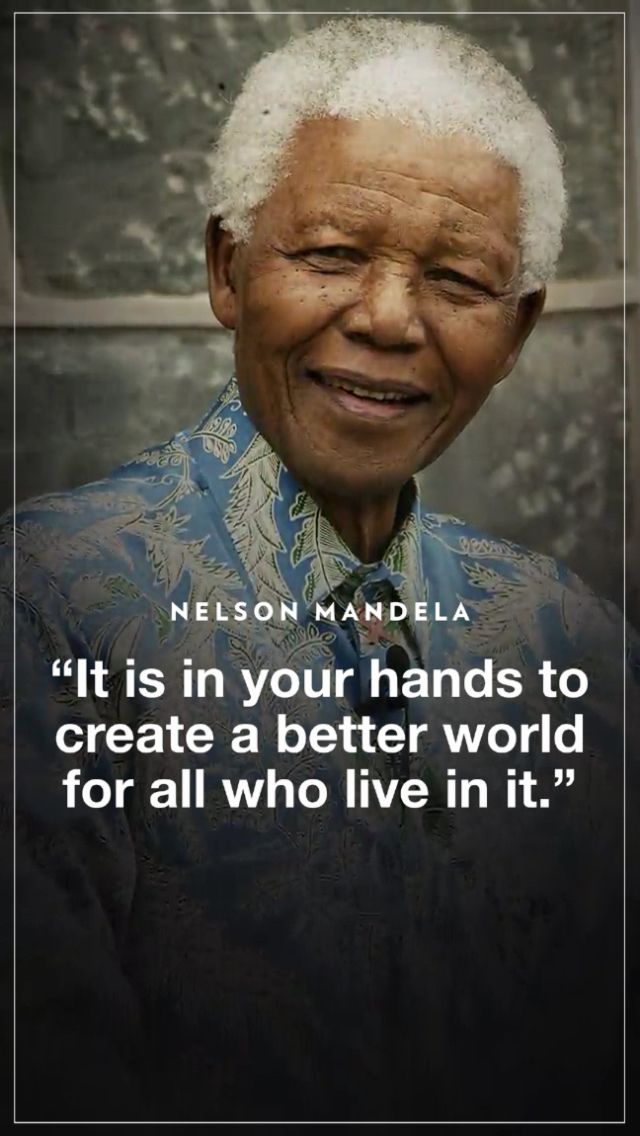 NELSON MANDELA
“It is in your hands to
create a better world
for all who live in it.”